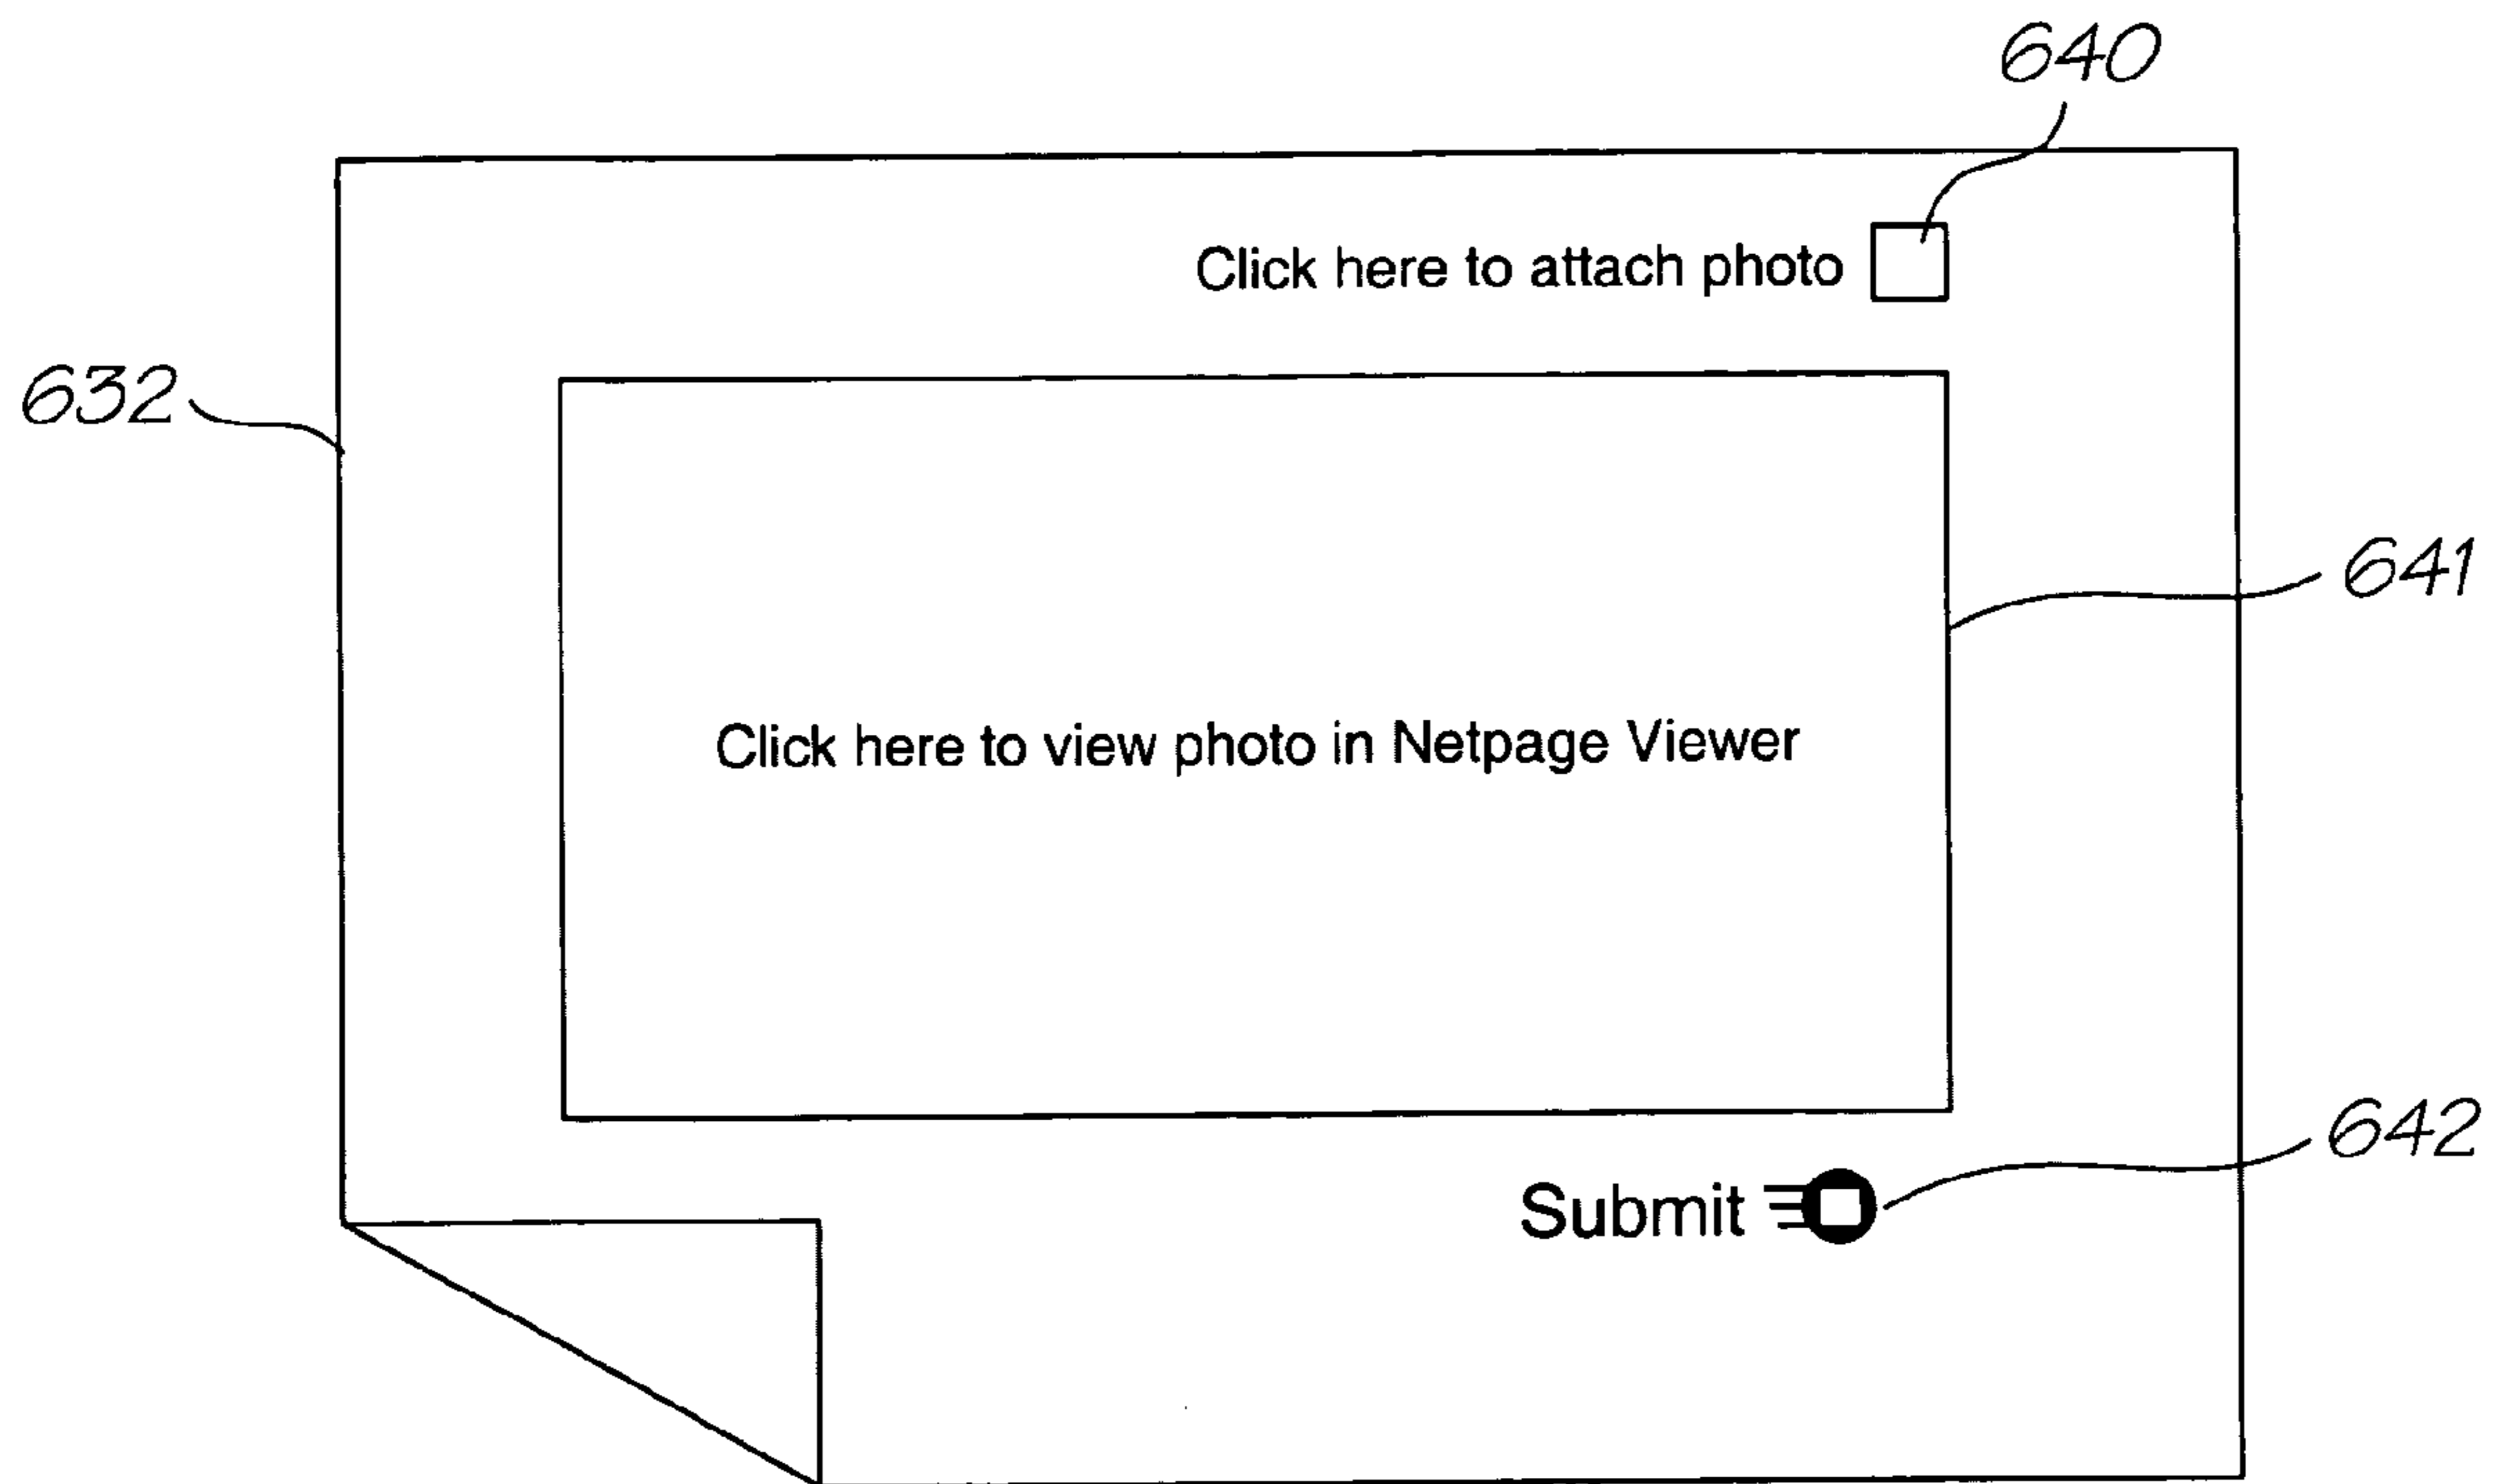 640
Click here to attach photo
632
641
Click here to view photo in Netpage Viewer
642
Submit